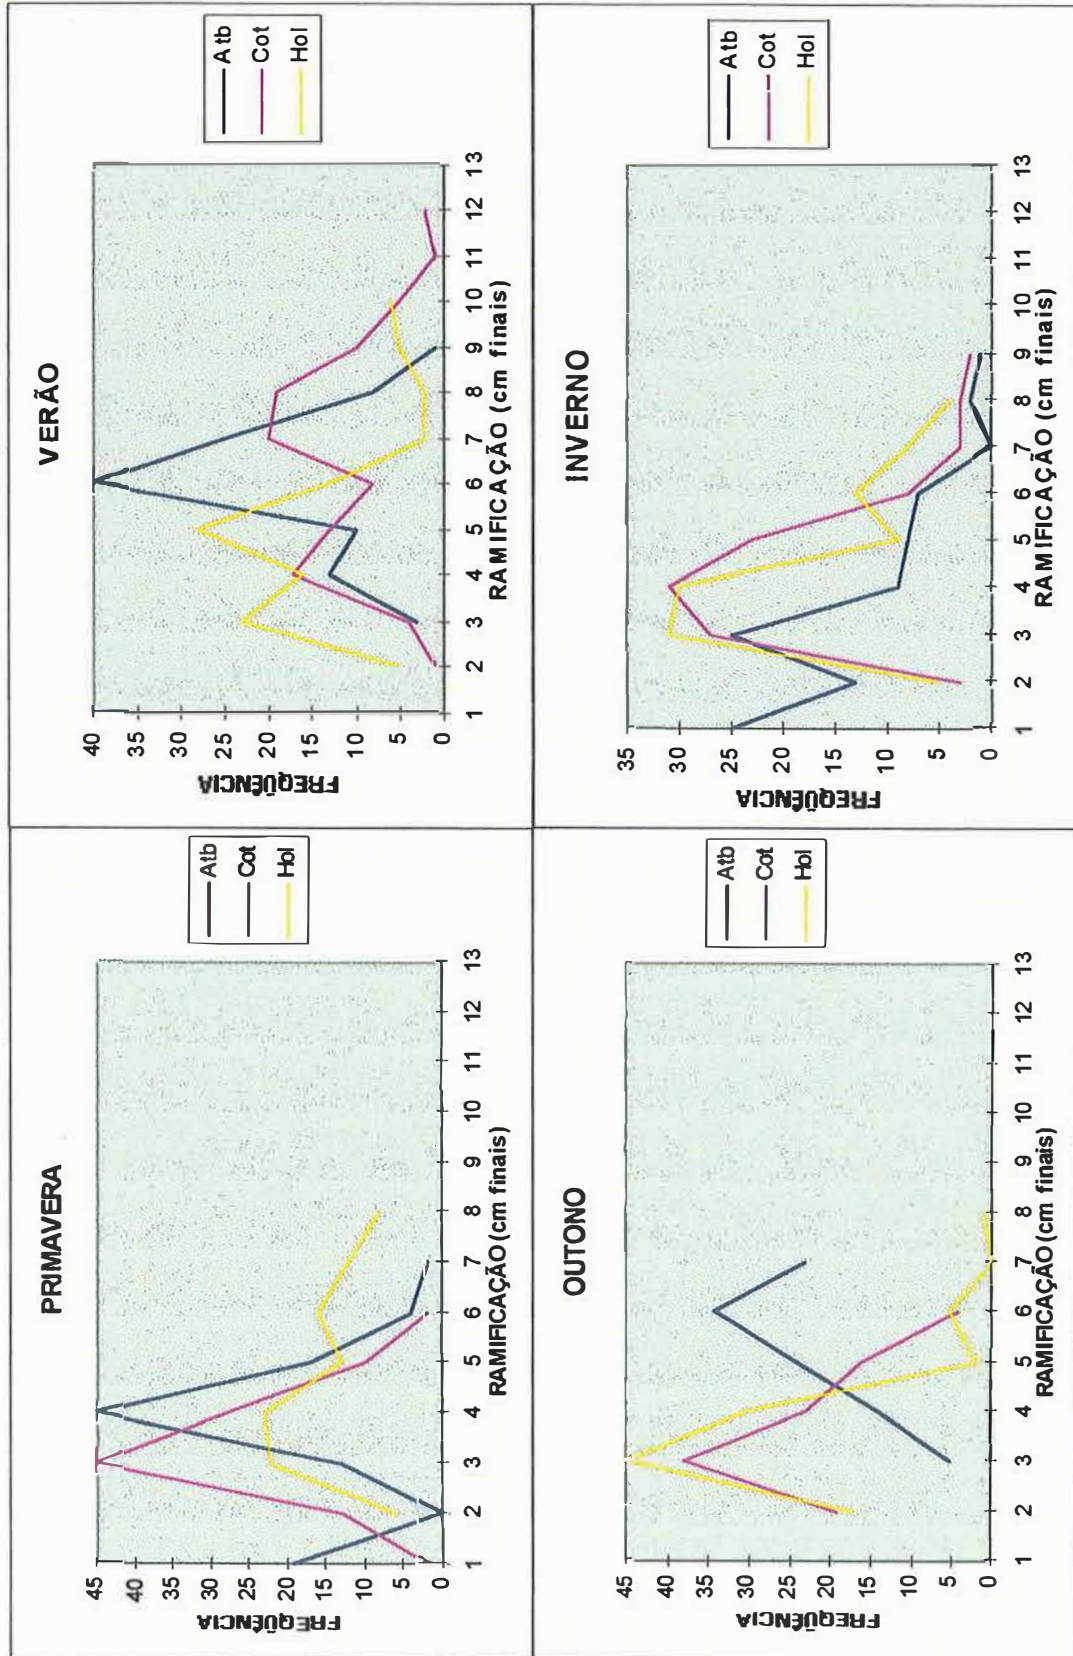 PRIMAVERA
FREQÜÊNCIA
45
40
35
30
25
20
15
10
5
0
1 2 3 4 5 6 7 8 9 10 11 12 13
RAMIFICAÇÃO (cm finais)
Atb
Cot
Hol
VERÃO
FREQÜÊNCIA
40
35
30
25
20
15
10
5
0
1 2 3 4 5 6 7 8 9 10 11 12 13
RAMIFICAÇÃO (cm finais)
Atb
Cot
Hol
OUTONO
FREQÜÊNCIA
45
40
35
30
25
20
15
10
5
0
1 2 3 4 5 6 7 8 9 10 11 12 13
RAMIFICAÇÃO (cm finais)
Atb
Cot
Hol
INVERNO
FREQÜÊNCIA
35
30
25
20
15
10
5
0
1 2 3 4 5 6 7 8 9 10 11 12 13
RAMIFICAÇÃO (cm finais)
Atb
Cot
Hol